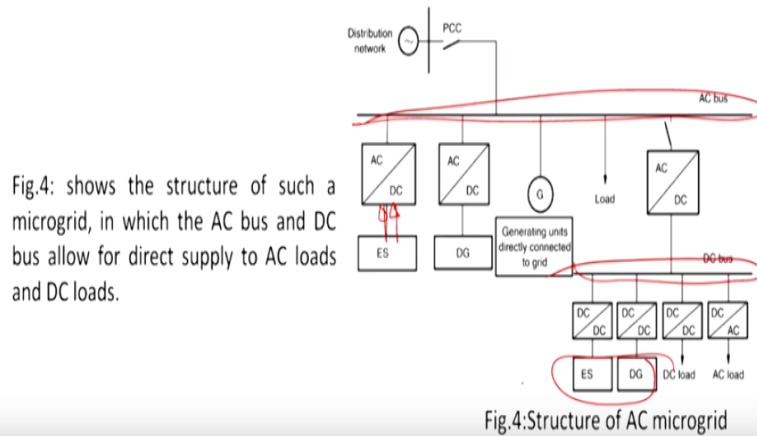 Distribution
network
PCC
AC bus
AC
DC
AC
DC
G
Load
AC
DC
Fig.4: shows the structure of such a
microgrid, in which the AC bus and DC
bus allow for direct supply to AC loads
and DC loads.
ES
DG
Generating units
directly connected
to grid
DC bus
DC
DC
DC
DC
DC
DC
DC
AC
ES
DG
DC load
AC load
Fig.4:Structure of AC microgrid